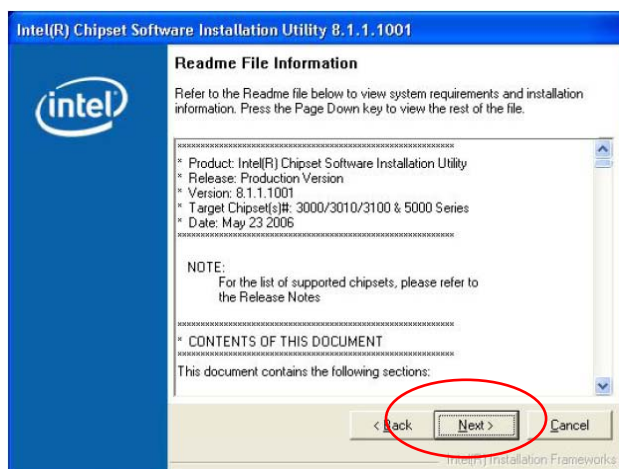 Intel(R) Chipset Software Installation Utility 8.1.1.1001
intel
Readme File Information
Refer to the Readme file below to view system requirements and installation
information. Press the Page Down key to view the rest of the file.
* Product: Intel(R) Chipset Software Installation Utility
* Release: Production Version
* Version: 8.1.1.1001
* Target Chipset(s)#: 3000/3010/3100 & 5000 Series
* Date: May 23 2006
NOTE:
For the list of supported chipsets, please refer to
the Release Notes
* CONTENTS OF THIS DOCUMENT
This document contains the following sections:
< Back Next > Cancel
Intel(R) Installation Frameworks